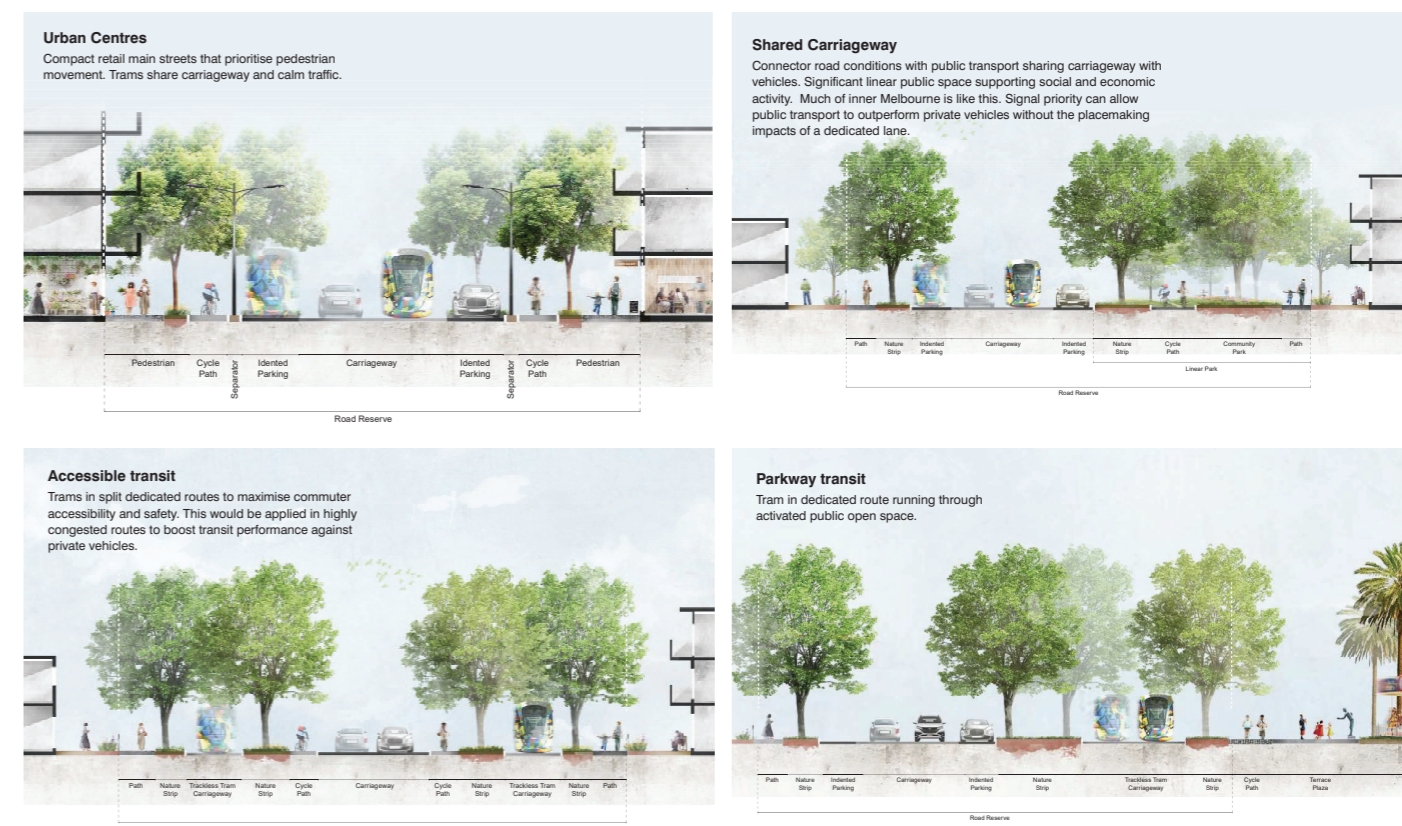 Urban Centres
Compact retail main streets that prioritise pedestrian
movement. Trams share carriageway and calm traffic.
Pedestrian
Cycle
Path
Separator
Idented
Parking
Carriageway
Idented
Parking
Separator
Cycle
Path
Pedestrian
Road Reserve
Shared Carriageway
Connector road conditions with public transport sharing carriageway with
vehicles. Significant linear public space supporting social and economic
activity.  Much of inner Melbourne is like this. Signal priority can allow
public transport to outperform private vehicles without the placemaking
impacts of a dedicated lane.
Path
Nature
Strip
Indented
Parking
Carriageway
Indented
Parking
Nature
Strip
Cycle
Path
Community
Park
Path
Linear Park
Road Reserve
Accessible transit
Trams in split dedicated routes to maximise commuter
accessibility and safety. This would be applied in highly
congested routes to boost transit performance against
private vehicles.
Path
Nature
Strip
Trackless Tram
Carriageway
Nature
Strip
Cycle
Path
Carriageway
Cycle
Path
Nature
Strip
Trackless Tram
Carriageway
Nature
Strip
Path
Parkway transit
Tram in dedicated route running through
activated public open space.
Path
Nature
Strip
Indented
Parking
Carriageway
Indented
Parking
Nature
Strip
Trackless Tram
Carriageway
Nature
Strip
Cycle
Path
Terrace
Plaza
Road Reserve